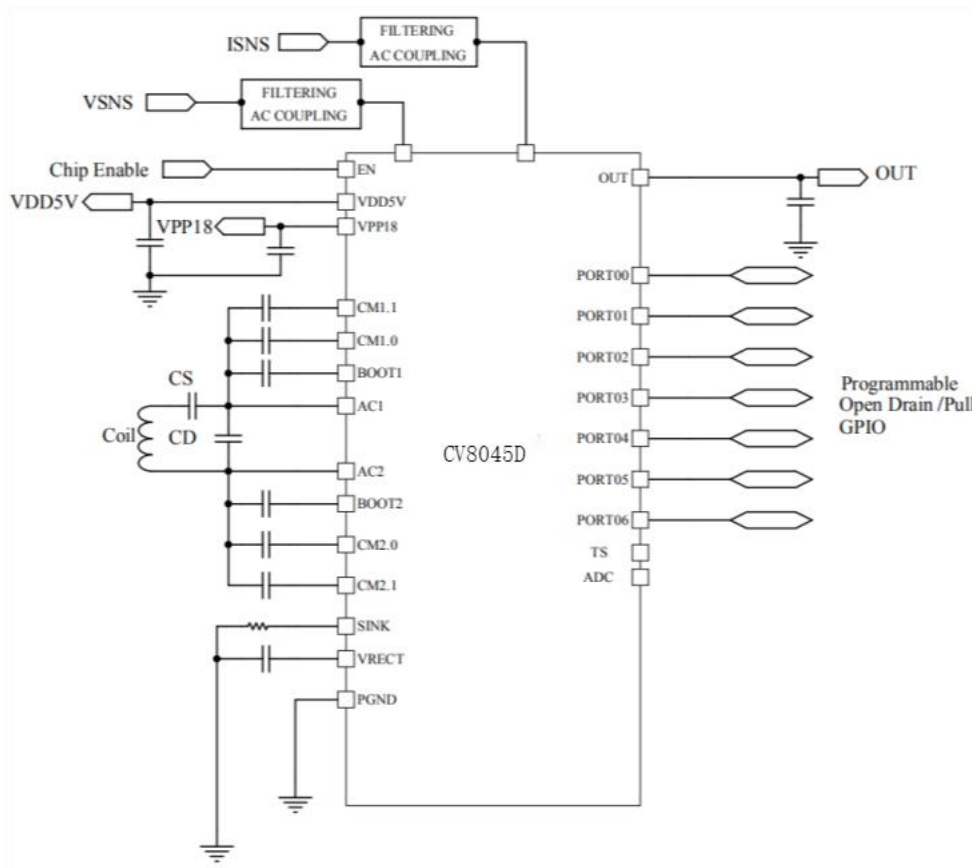 ISNS
FILTERING
AC COUPLING
VSNS
FILTERING
AC COUPLING
Chip Enable
EN
OUT
OUT
VDD5V
VDD5V
VPP18
VPP18
PORT00
CM1.1
PORT01
CM1.0
PORT02
BOOT1
CS
AC1
PORT03
Programmable
Open Drain /Pull
GPIO
Coil
CD
PORT04
CV8045D
AC2
PORT05
BOOT2
PORT06
CM2.0
TS
CM2.1
ADC
SINK
VRECT
PGND